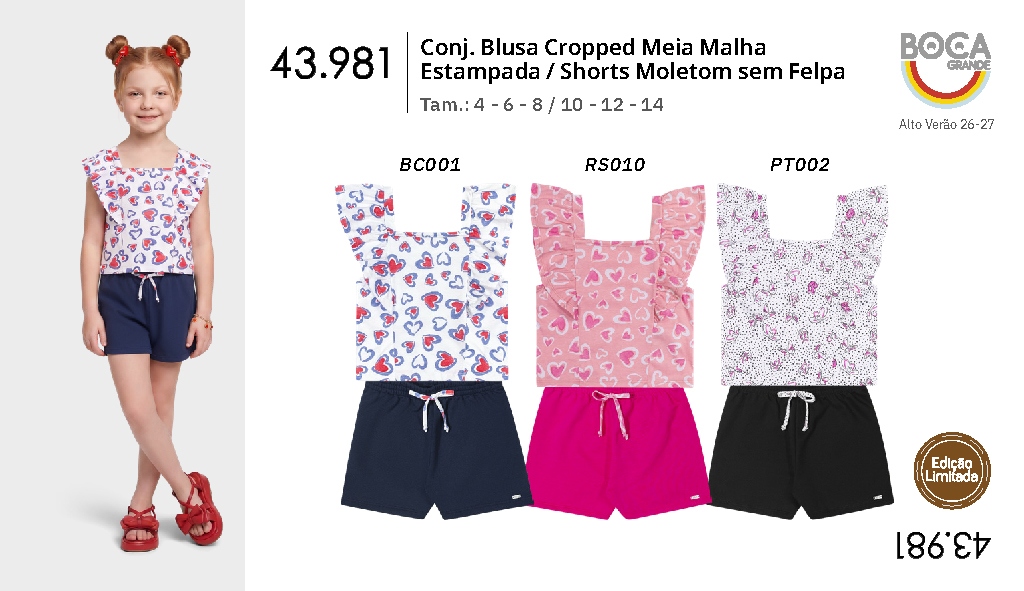 43.981
Conj. Blusa Cropped Meia Malha
Estampada / Shorts Moletom sem Felpa
Tam.: 4 - 6 - 8 / 10 - 12 - 14
BOCA
GRANDE
Alto Verão 26-27
BC001
RS010
PT002
Edição
Limitada
43.981